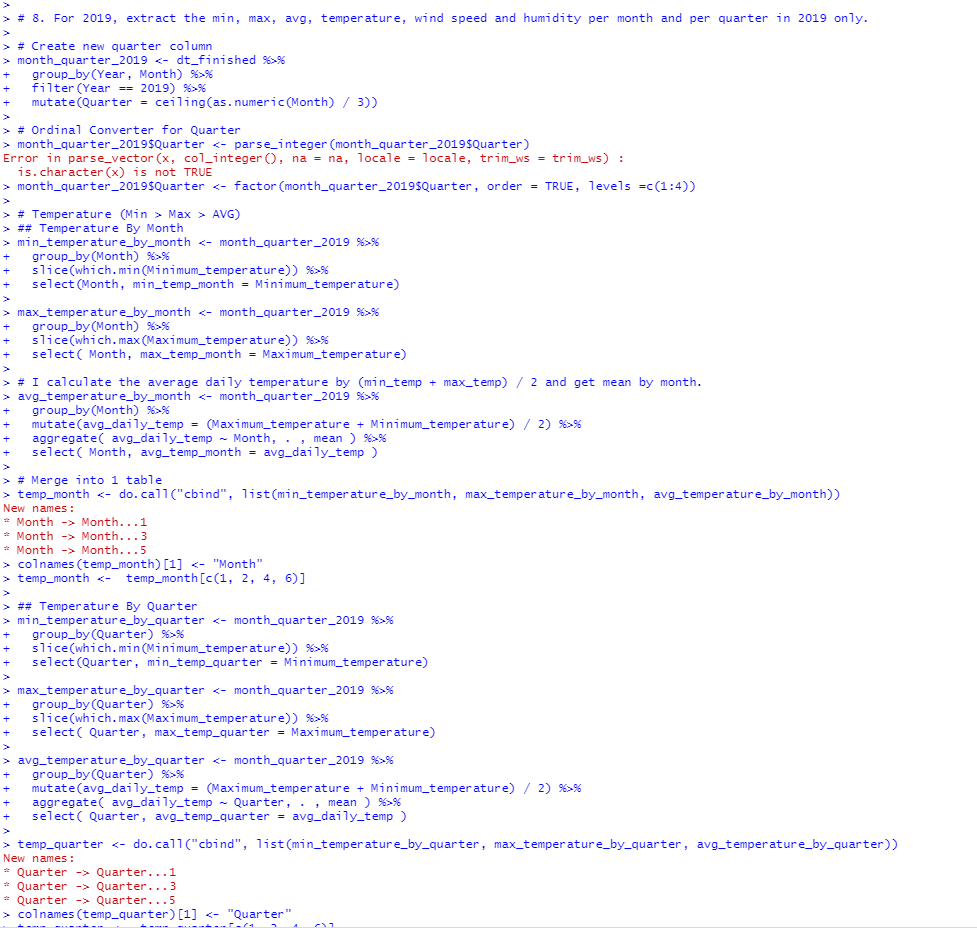 >
> # 8. For 2019, extract the min, max, avg, temperature, wind speed and humidity per month and per quarter in 2019 only.
>
> # Create new quarter column
> month_quarter_2019 <- dt_finished %>%
+   group_by(Year, Month) %>%
+   filter(Year == 2019) %>%
+   mutate(Quarter = ceiling(as.numeric(Month) / 3))
>
> # Ordinal Converter for Quarter
> month_quarter_2019$Quarter <- parse_integer(month_quarter_2019$Quarter)
Error in parse_vector(x, col_integer(), na = na, locale = locale, trim_ws = trim_ws) :
  is.character(x) is not TRUE
> month_quarter_2019$Quarter <- factor(month_quarter_2019$Quarter, order = TRUE, levels =c(1:4))
>
> # Temperature (Min > Max > AVG)
> ## Temperature By Month
> min_temperature_by_month <- month_quarter_2019 %>%
+   group_by(Month) %>%
+   slice(which.min(Minimum_temperature)) %>%
+   select(Month, min_temp_month = Minimum_temperature)
>
> max_temperature_by_month <- month_quarter_2019 %>%
+   group_by(Month) %>%
+   slice(which.max(Maximum_temperature)) %>%
+   select( Month, max_temp_month = Maximum_temperature)
>
> # I calculate the average daily temperature by (min_temp + max_temp) / 2 and get mean by month.
> avg_temperature_by_month <- month_quarter_2019 %>%
+   group_by(Month) %>%
+   mutate(avg_daily_temp = (Maximum_temperature + Minimum_temperature) / 2) %>%
+   aggregate( avg_daily_temp ~ Month, . , mean ) %>%
+   select( Month, avg_temp_month = avg_daily_temp )
>
> # Merge into 1 table
> temp_month <- do.call("cbind", list(min_temperature_by_month, max_temperature_by_month, avg_temperature_by_month))
New names:
* Month -> Month...1
* Month -> Month...3
* Month -> Month...5
> colnames(temp_month)[1] <- "Month"
> temp_month <-  temp_month[c(1, 2, 4, 6)]
>
> ## Temperature By Quarter
> min_temperature_by_quarter <- month_quarter_2019 %>%
+   group_by(Quarter) %>%
+   slice(which.min(Minimum_temperature)) %>%
+   select(Quarter, min_temp_quarter = Minimum_temperature)
>
> max_temperature_by_quarter <- month_quarter_2019 %>%
+   group_by(Quarter) %>%
+   slice(which.max(Maximum_temperature)) %>%
+   select( Quarter, max_temp_quarter = Maximum_temperature)
>
> avg_temperature_by_quarter <- month_quarter_2019 %>%
+   group_by(Quarter) %>%
+   mutate(avg_daily_temp = (Maximum_temperature + Minimum_temperature) / 2) %>%
+   aggregate( avg_daily_temp ~ Quarter, . , mean ) %>%
+   select( Quarter, avg_temp_quarter = avg_daily_temp )
>
> temp_quarter <- do.call("cbind", list(min_temperature_by_quarter, max_temperature_by_quarter, avg_temperature_by_quarter))
New names:
* Quarter -> Quarter...1
* Quarter -> Quarter...3
* Quarter -> Quarter...5
> colnames(temp_quarter)[1] <- "Quarter"